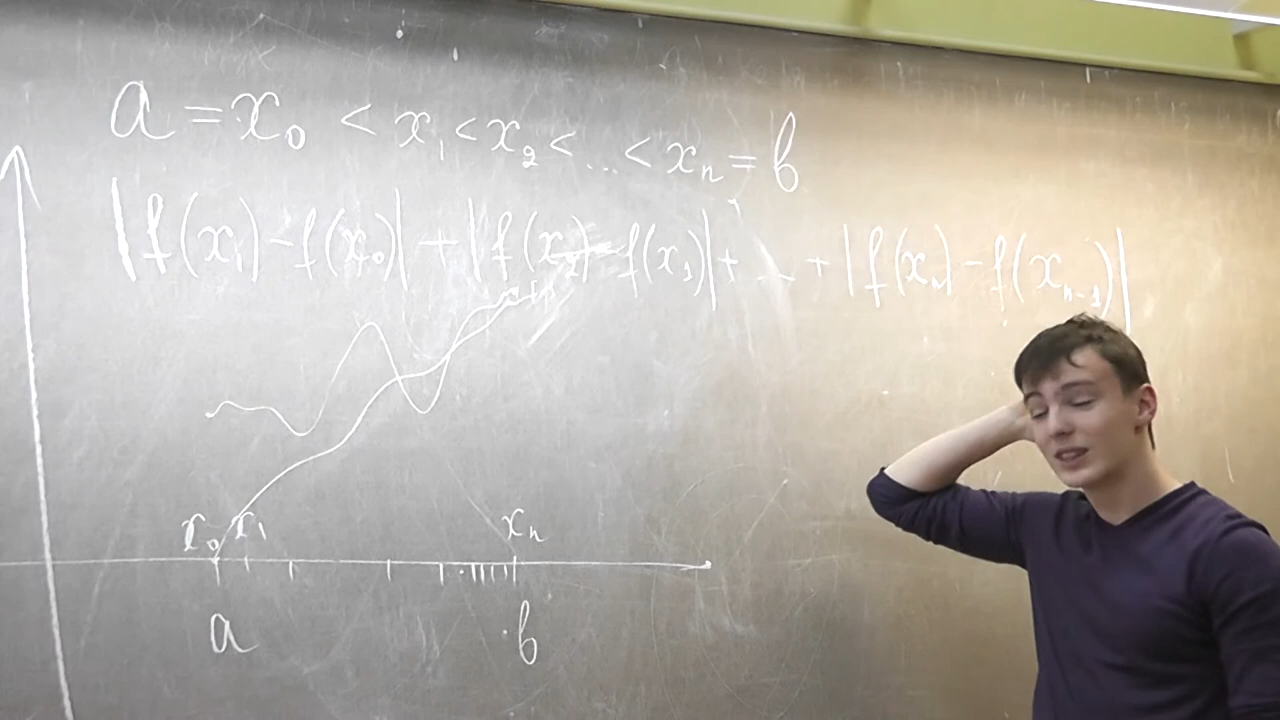 a = x₀ < x₁ < x₂ < ... < xₙ = b
|f(x₁) - f(x₀)| + |f(x₂) - f(x₁)| + ... + |f(xₙ) - f(xₙ₋₁)|
x₀ x₁ xₙ
a b